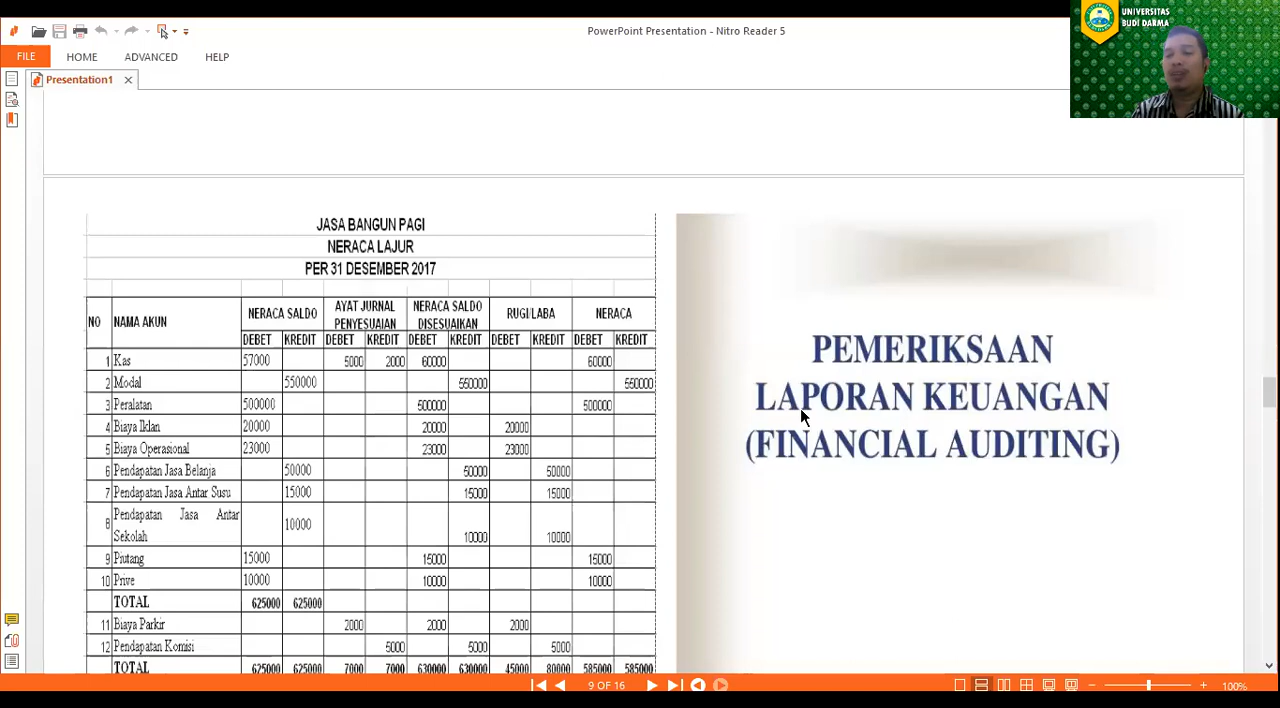 PowerPoint Presentation - Nitro Reader 5
UNIVERSITAS
BUDI DARMA
FILE HOME ADVANCED HELP
Presentation1
JASA BANGUN PAGI
NERACA LAJUR
PER 31 DESEMBER 2017
NO NAMA AKUN NERACA SALDO AYAT JURNAL PENYESUAIAN NERACA SALDO DISESUAIKAN RUGI/LABA NERACA
DEBET KREDIT DEBET KREDIT DEBET KREDIT DEBET KREDIT DEBET KREDIT
1 Kas 57000 5000 2000 60000 60000
2 Modal 550000 550000 550000
3 Peralatan 500000 500000 500000
4 Biaya Iklan 20000 20000 20000
5 Biaya Operasional 23000 23000 23000
6 Pendapatan Jasa Belanja 50000 50000 50000
7 Pendapatan Jasa Antar Susu 15000 15000 15000
8 Pendapatan Jasa Antar
Sekolah 10000 10000 10000
9 Piutang 15000 15000 15000
10 Prive 10000 10000 10000
TOTAL 625000 625000
11 Biaya Parkir 2000 2000 2000
12 Pendapatan Komisi 5000 5000 5000
TOTAL 625000 625000 7000 7000 630000 630000 45000 80000 585000 585000
PEMERIKSAAN
LAPORAN KEUANGAN
(FINANCIAL AUDITING)
9 OF 16
100%